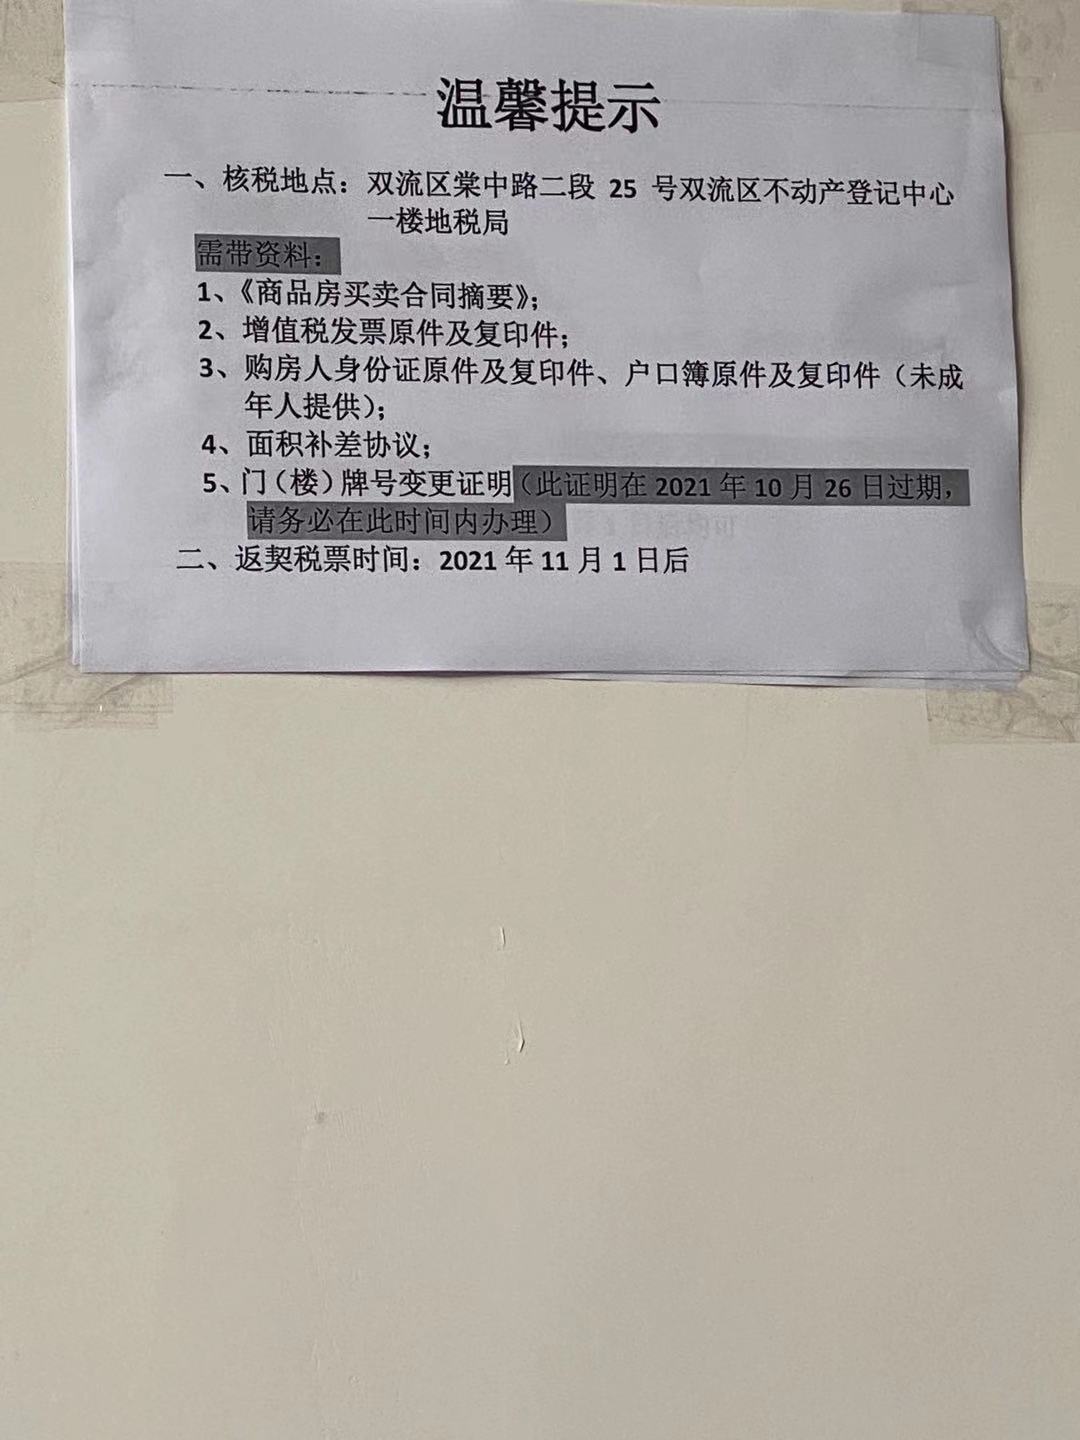 温馨提示
一、核税地点：双流区棠中路二段 25 号双流区不动产登记中心
一楼地税局
需带资料：
1、《商品房买卖合同摘要》；
2、增值税发票原件及复印件；
3、购房人身份证原件及复印件、户口簿原件及复印件（未成
年人提供）；
4、面积补差协议；
5、门（楼）牌号变更证明（此证明在 2021 年 10 月 26 日过期，
请务必在此时间内办理）
二、返契税票时间：2021 年 11 月 1 日后